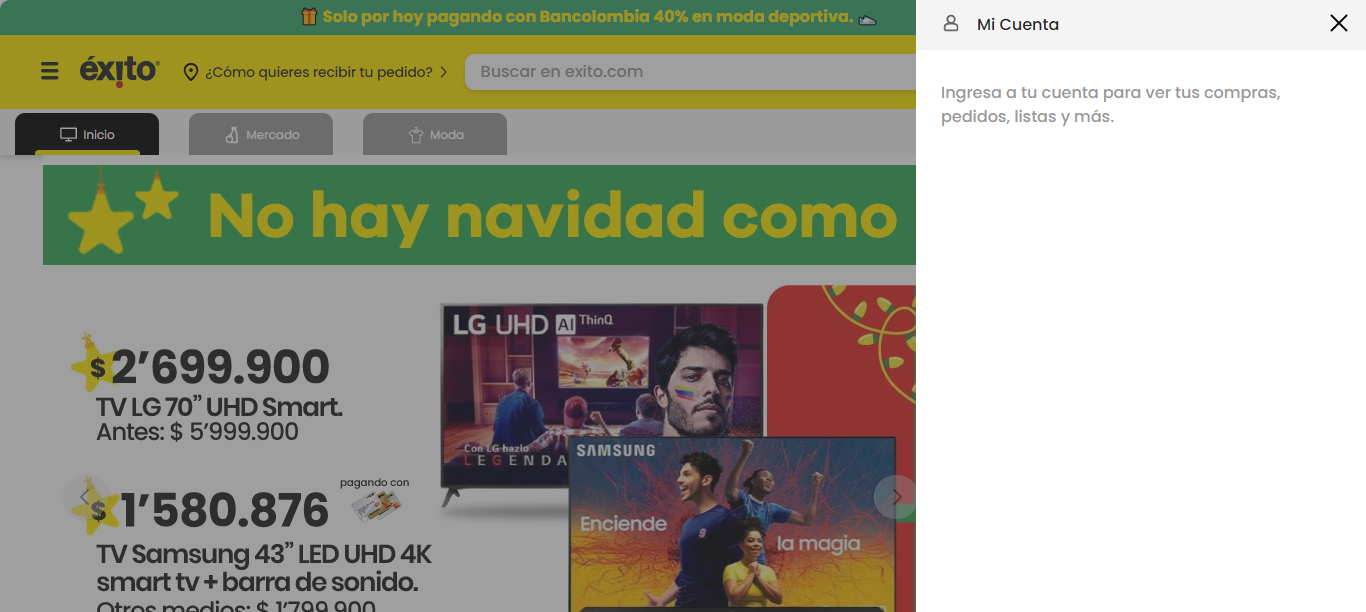 Solo por hoy pagando con Bancolombia 40% en moda deportiva.
Mi Cuenta
éxito
¿Cómo quieres recibir tu pedido?
Buscar en exito.com
Ingresa a tu cuenta para ver tus compras,
pedidos, listas y más.
Inicio
Mercado
Moda
No hay navidad como
LG UHD AI ThinQ
$ 2’699.900
TV LG 70” UHD Smart.
Antes: $ 5’999.900
Con LG hazlo
LEGENDA
SAMSUNG
pagando con
$ 1’580.876
Enciende
la magia
TV Samsung 43” LED UHD 4K
smart tv + barra de sonido.
Otros medios: $ 1’799.900